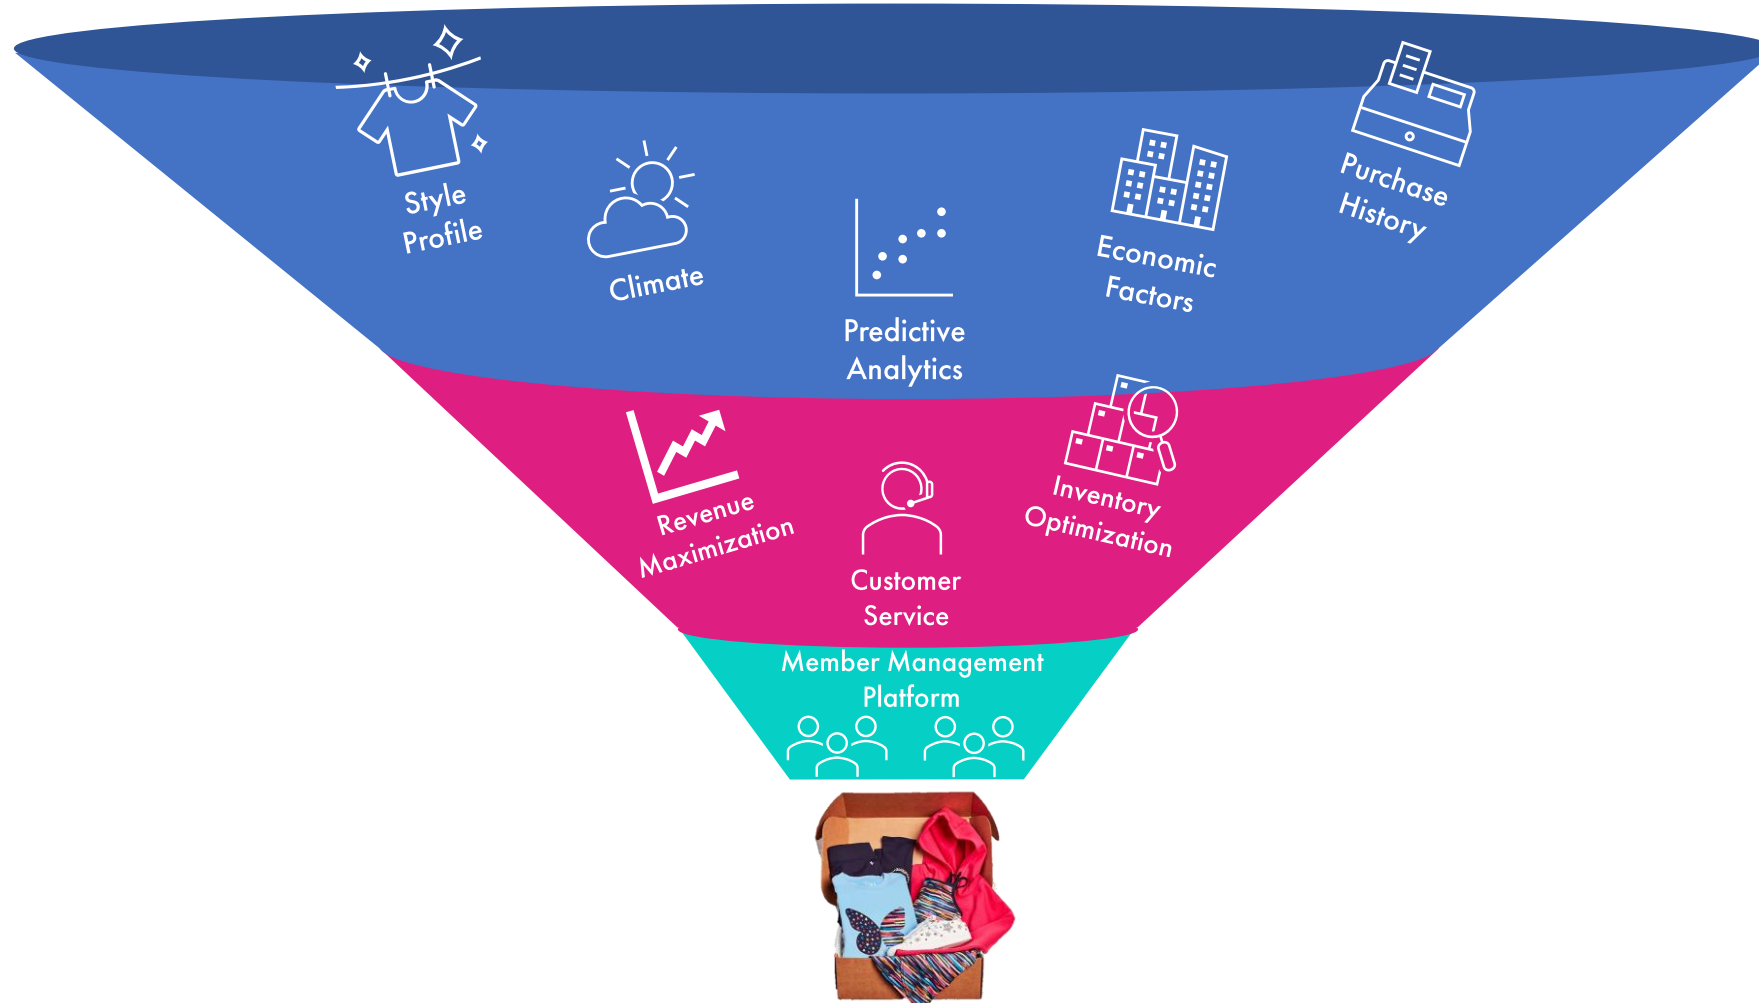 Style
Profile
Climate
Predictive
Analytics
Economic
Factors
Purchase
History
Revenue
Maximization
Customer
Service
Inventory
Optimization
Member Management
Platform